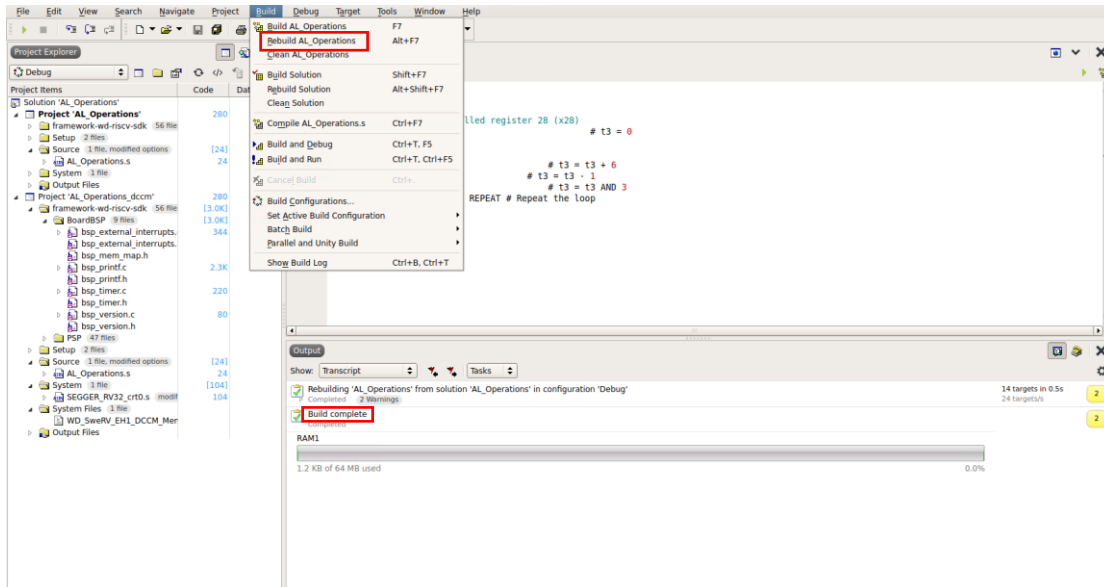 File Edit View Search Navigate Project Build Debug Target Tools Window Help
Build AL_Operations F7
Rebuild AL_Operations Alt+F7
Clean AL_Operations
Build Solution Shift+F7
Rebuild Solution Alt+Shift+F7
Clean Solution
Compile AL_Operations.s Ctrl+F7
Build and Debug Ctrl+T, F5
Build and Run Ctrl+T, Ctrl+F5
Cancel Build Ctrl+.
Build Configurations...
Set Active Build Configuration
Batch Build
Parallel and Unity Build
Show Build Log Ctrl+B, Ctrl+T
Project Explorer
Debug
Project Items Code Dat
Solution 'AL_Operations'
Project 'AL_Operations' 280
framework-wd-riscv-sdk 56 file
Setup 2 files
Source 1 file, modified options [24]
AL_Operations.s 24
System 1 file
Output Files
Project 'AL_Operations_dccm' 280
framework-wd-riscv-sdk 56 file [3.0K]
BoardBSP 9 files [3.0K]
bsp_external_interrupts. 344
bsp_external_interrupts.
bsp_mem_map.h
bsp_printf.c 2.3K
bsp_printf.h
bsp_timer.c 220
bsp_timer.h
bsp_version.c 80
bsp_version.h
PSP 47 files
Setup 2 files
Source 1 file, modified options [24]
AL_Operations.s 24
System 1 file [104]
SEGGER_RV32_crt0.s modif 104
System Files 1 file
WD_SweRV_EH1_DCCM_Mer
Output Files
lled register 28 (x28)
# t3 = 0
# t3 = t3 + 6
# t3 = t3 - 1
# t3 = t3 AND 3
REPEAT # Repeat the loop
Output
Show: Transcript Tasks
Rebuilding 'AL_Operations' from solution 'AL_Operations' in configuration 'Debug' 14 targets in 0.5s 2
Completed 2 Warnings 24 targets/s
Build complete 2
Completed
RAM1
1.2 KB of 64 MB used 0.0%